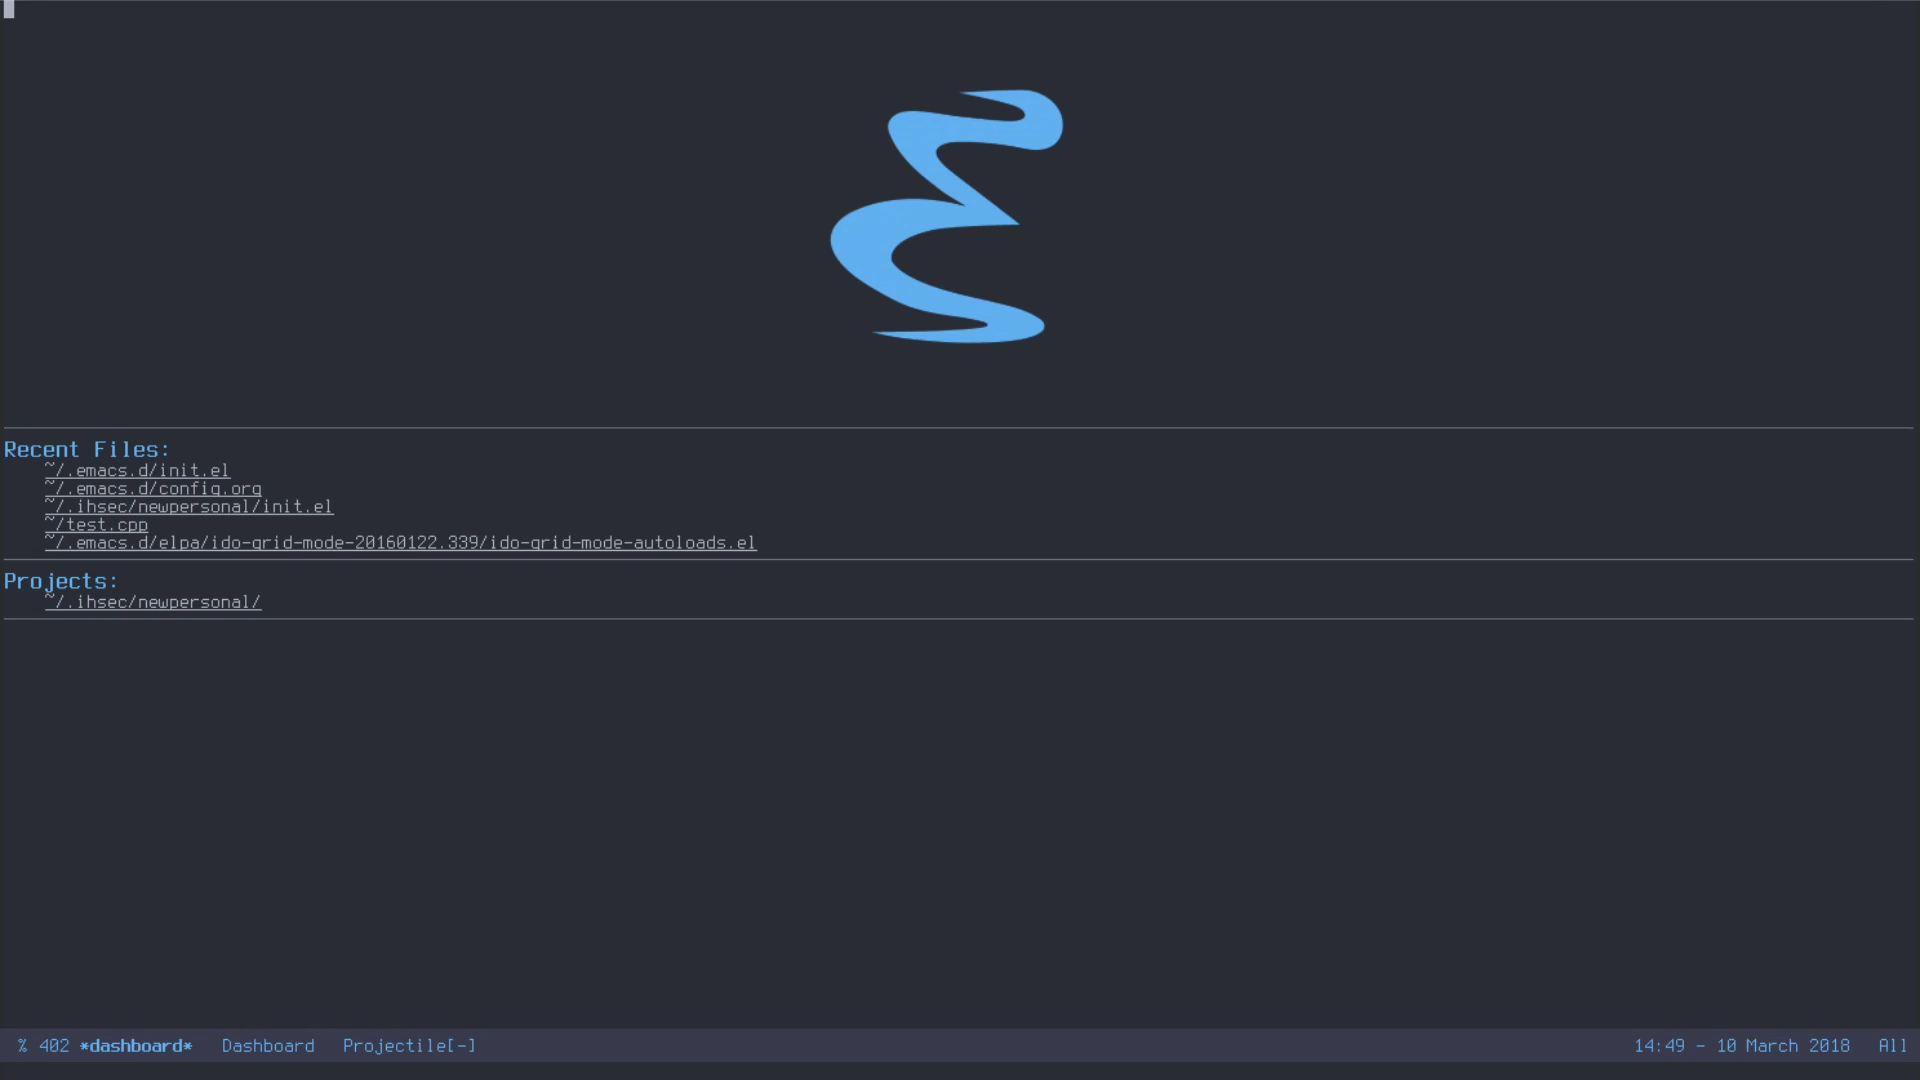 Recent Files:
~/.emacs.d/init.el
~/.emacs.d/config.org
~/.ihsec/newpersonal/init.el
~/test.cpp
~/.emacs.d/elpa/ido-grid-mode-20160122.339/ido-grid-mode-autoloads.el
Projects:
~/.ihsec/newpersonal/
% 402 *dashboard* Dashboard Projectile[-] 14:49 - 10 March 2018 All